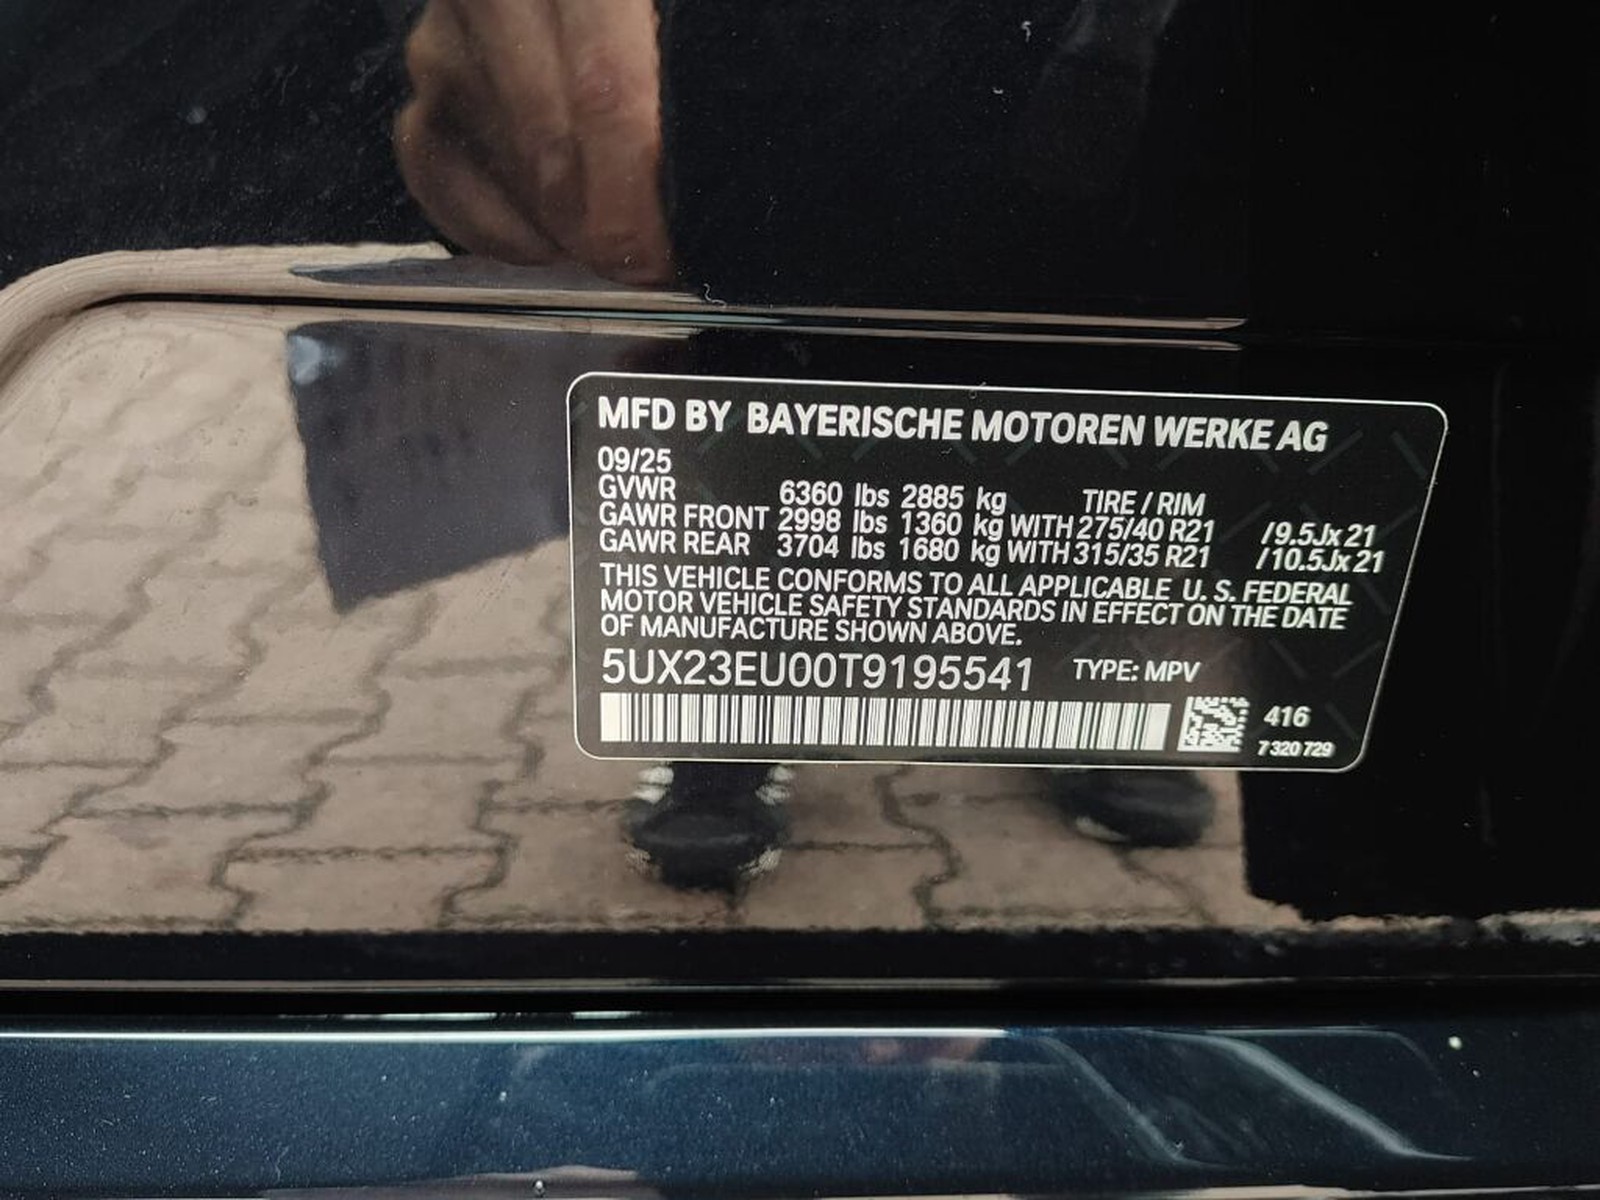 MFD BY BAYERISCHE MOTOREN WERKE AG
09/25
GVWR 6360 lbs 2885 kg TIRE / RIM
GAWR FRONT 2998 lbs 1360 kg WITH 275/40 R21 /9.5Jx21
GAWR REAR 3704 lbs 1680 kg WITH 315/35 R21 /10.5Jx21
THIS VEHICLE CONFORMS TO ALL APPLICABLE U. S. FEDERAL
MOTOR VEHICLE SAFETY STANDARDS IN EFFECT ON THE DATE
OF MANUFACTURE SHOWN ABOVE.
5UX23EU00T9195541 TYPE: MPV
416
7 320 729